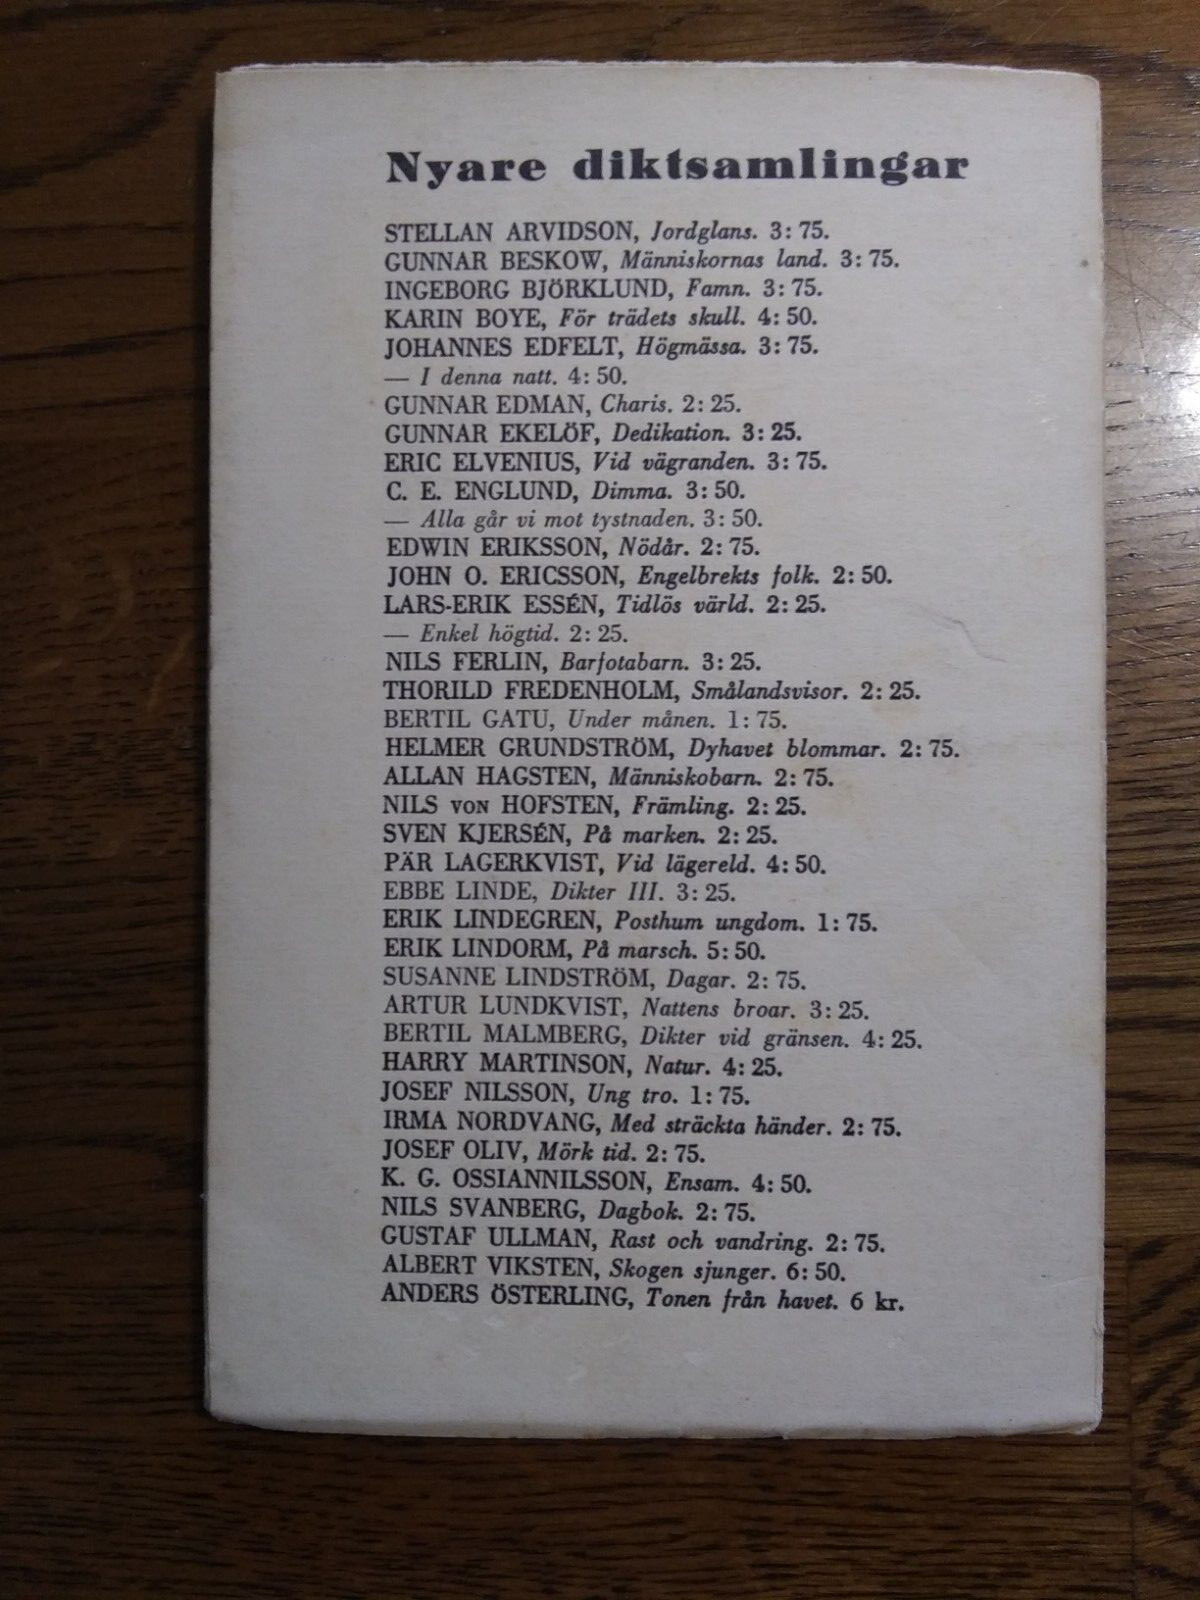 Nyare diktsamlingar
STELLAN ARVIDSON, Jordglans. 3: 75.
GUNNAR BESKOW, Människornas land. 3: 75.
INGEBORG BJÖRKLUND, Famn. 3: 75.
KARIN BOYE, För trädets skull. 4: 50.
JOHANNES EDFELT, Högmässa. 3: 75.
— I denna natt. 4: 50.
GUNNAR EDMAN, Charis. 2: 25.
GUNNAR EKELÖF, Dedikation. 3: 25.
ERIC ELVENIUS, Vid vägranden. 3: 75.
C. E. ENGLUND, Dimma. 3: 50.
— Alla går vi mot tystnaden. 3: 50.
EDWIN ERIKSSON, Nödår. 2: 75.
JOHN O. ERICSSON, Engelbrekts folk. 2: 50.
LARS-ERIK ESSÉN, Tidlös värld. 2: 25.
— Enkel högtid. 2: 25.
NILS FERLIN, Barfotabarn. 3: 25.
THORILD FREDENHOLM, Smålandsvisor. 2: 25.
BERTIL GATU, Under månen. 1: 75.
HELMER GRUNDSTRÖM, Dyhavet blommar. 2: 75.
ALLAN HAGSTEN, Människobarn. 2: 75.
NILS VON HOFSTEN, Främling. 2: 25.
SVEN KJERSÉN, På marken. 2: 25.
PÄR LAGERKVIST, Vid lägereld. 4: 50.
EBBE LINDE, Dikter III. 3: 25.
ERIK LINDEGREN, Posthum ungdom. 1: 75.
ERIK LINDORM, På marsch. 5: 50.
SUSANNE LINDSTRÖM, Dagar. 2: 75.
ARTUR LUNDKVIST, Nattens broar. 3: 25.
BERTIL MALMBERG, Dikter vid gränsen. 4: 25.
HARRY MARTINSON, Natur. 4: 25.
JOSEF NILSSON, Ung tro. 1: 75.
IRMA NORDVANG, Med sträckta händer. 2: 75.
JOSEF OLIV, Mörk tid. 2: 75.
K. G. OSSIANNILSSON, Ensam. 4: 50.
NILS SVANBERG, Dagbok. 2: 75.
GUSTAF ULLMAN, Rast och vandring. 2: 75.
ALBERT VIKSTEN, Skogen sjunger. 6: 50.
ANDERS ÖSTERLING, Tonen från havet. 6 kr.